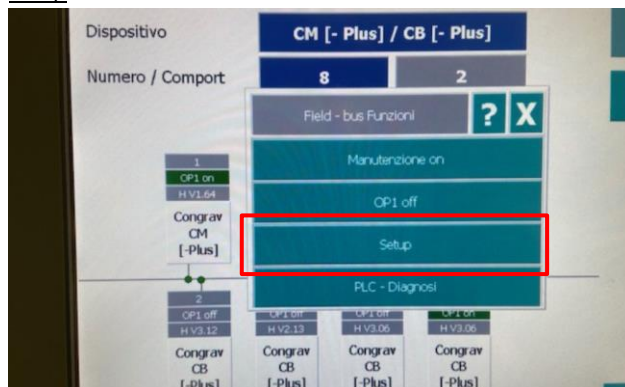 Dispositivo
CM [- Plus] / CB [- Plus]
Numero / Comport
8
2
Field - bus Funzioni
? X
Manutenzione on
OP1 off
Setup
PLC - Diagnosi
1
OP1 on
H V1.64
Congrav
CM
[-Plus]
2
OP1 off
H V3.12
Congrav
CB
[-Plus]
OP1 off
H V2.13
Congrav
CB
[-Plus]
OP1 off
H V3.06
Congrav
CB
[-Plus]
OP1 on
H V3.06
Congrav
CB
[-Plus]